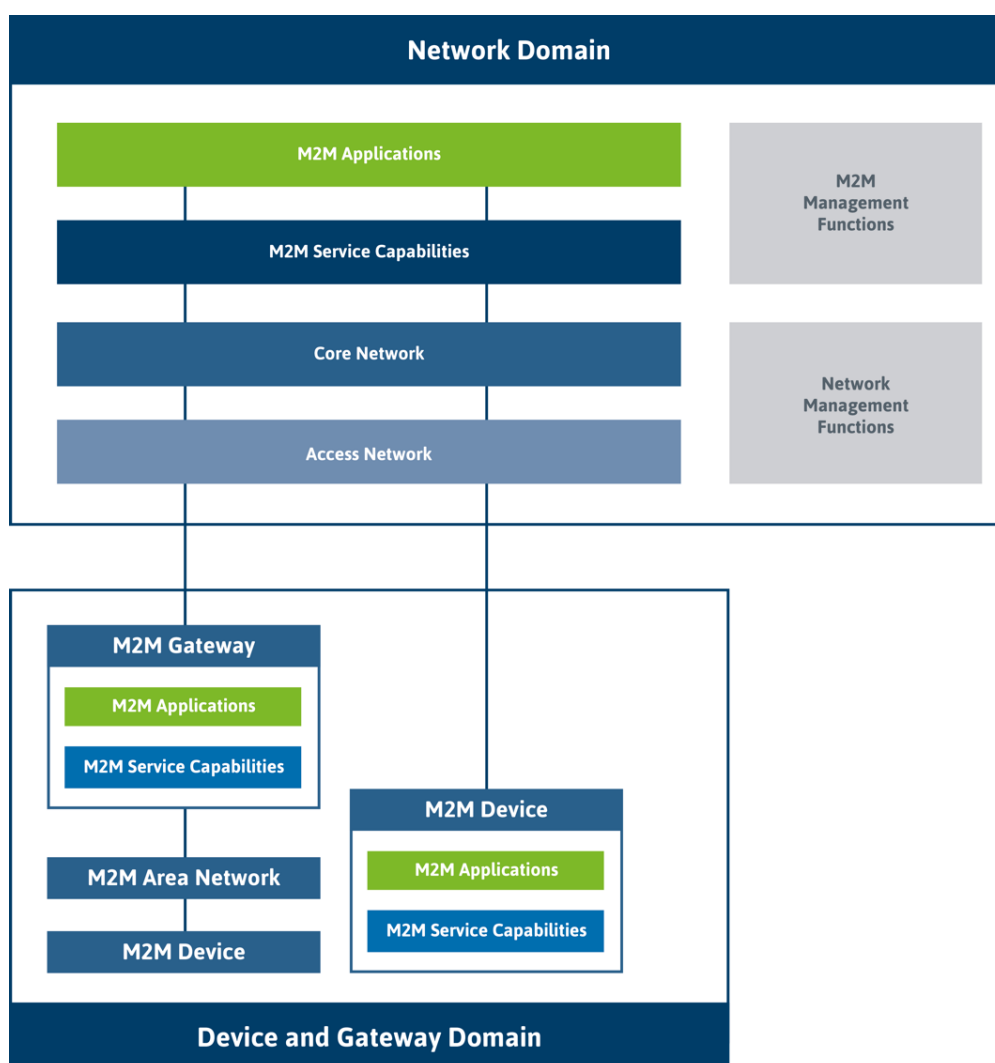 Network Domain
M2M Applications
M2M Service Capabilities
Core Network
Access Network
M2M
Management
Functions
Network
Management
Functions
M2M Gateway
M2M Applications
M2M Service Capabilities
M2M Area Network
M2M Device
M2M Device
M2M Applications
M2M Service Capabilities
Device and Gateway Domain